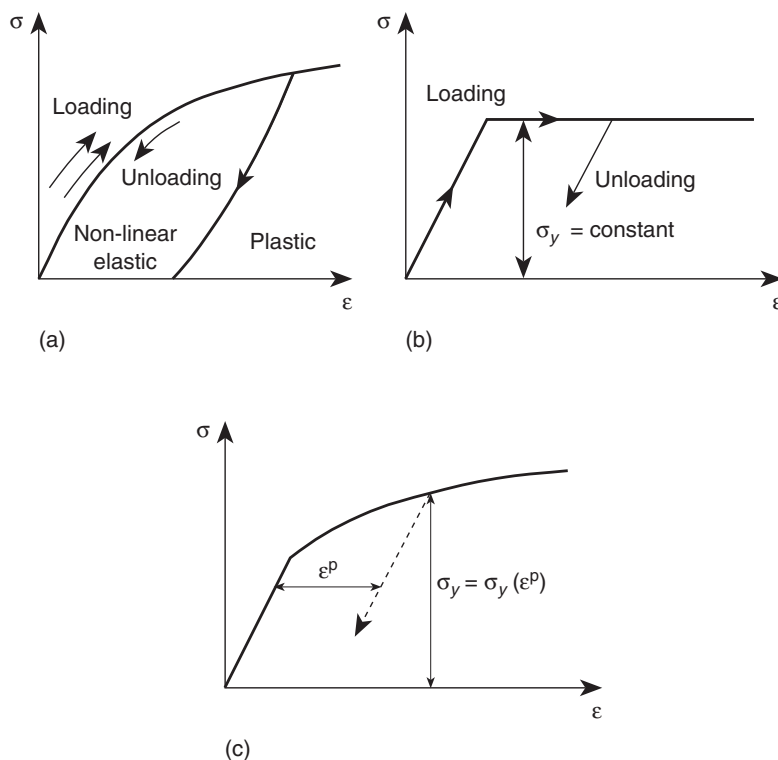 σ
Loading
Unloading
Non-linear
elastic
Plastic
ε
(a)
σ
Loading
Unloading
σy = constant
ε
(b)
σ
εᵖ
σy = σy (εᵖ)
ε
(c)